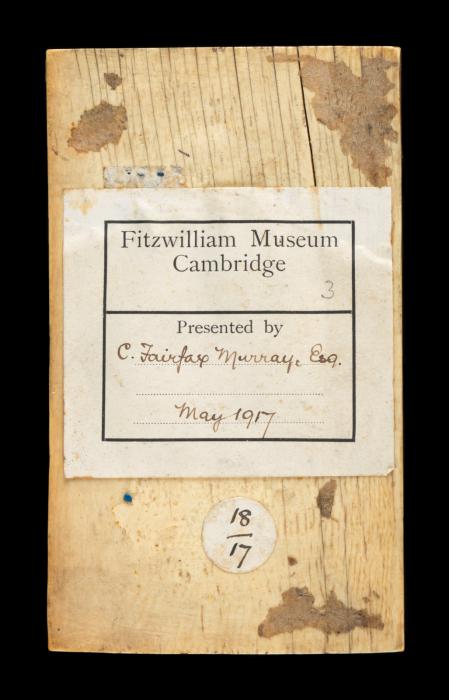 Fitzwilliam Museum
Cambridge
3
Presented by
C. Fairfax Murray, Esq.
May 1917
18
17